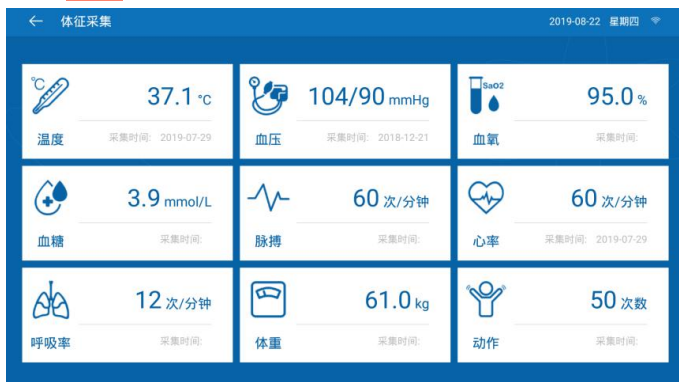 ← 体征采集 2019-08-22 星期四
℃ 37.1 °C
温度 采集时间: 2019-07-29
104/90 mmHg
血压 采集时间: 2018-12-21
SaO2 95.0 %
血氧 采集时间:
3.9 mmol/L
血糖 采集时间:
60 次/分钟
脉搏 采集时间:
60 次/分钟
心率 采集时间: 2019-07-29
12 次/分钟
呼吸率 采集时间:
61.0 kg
体重 采集时间:
50 次数
动作 采集时间: